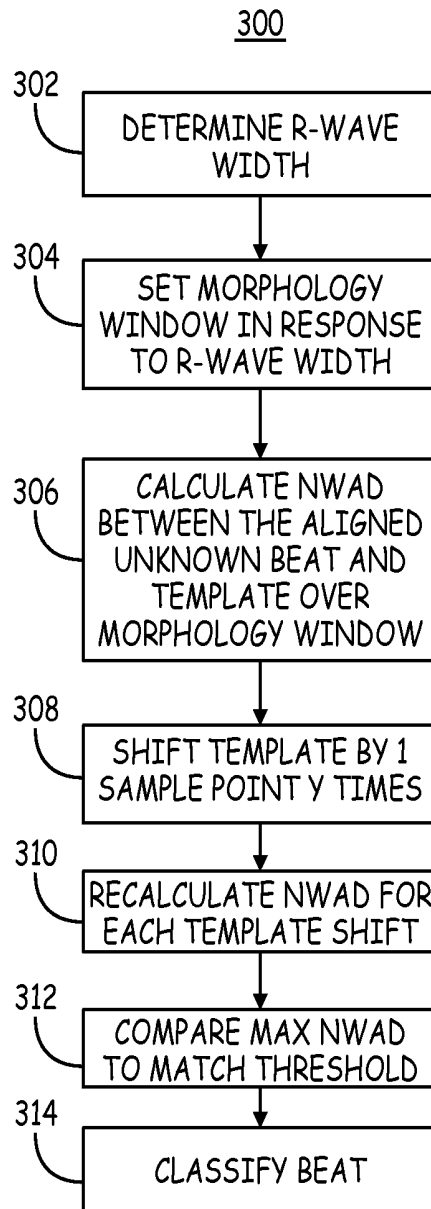 300
302
DETERMINE R-WAVE
WIDTH
304
SET MORPHOLOGY
WINDOW IN RESPONSE
TO R-WAVE WIDTH
306
CALCULATE NWAD
BETWEEN THE ALIGNED
UNKNOWN BEAT AND
TEMPLATE OVER
MORPHOLOGY WINDOW
308
SHIFT TEMPLATE BY 1
SAMPLE POINT Y TIMES
310
RECALCULATE NWAD FOR
EACH TEMPLATE SHIFT
312
COMPARE MAX NWAD
TO MATCH THRESHOLD
314
CLASSIFY BEAT